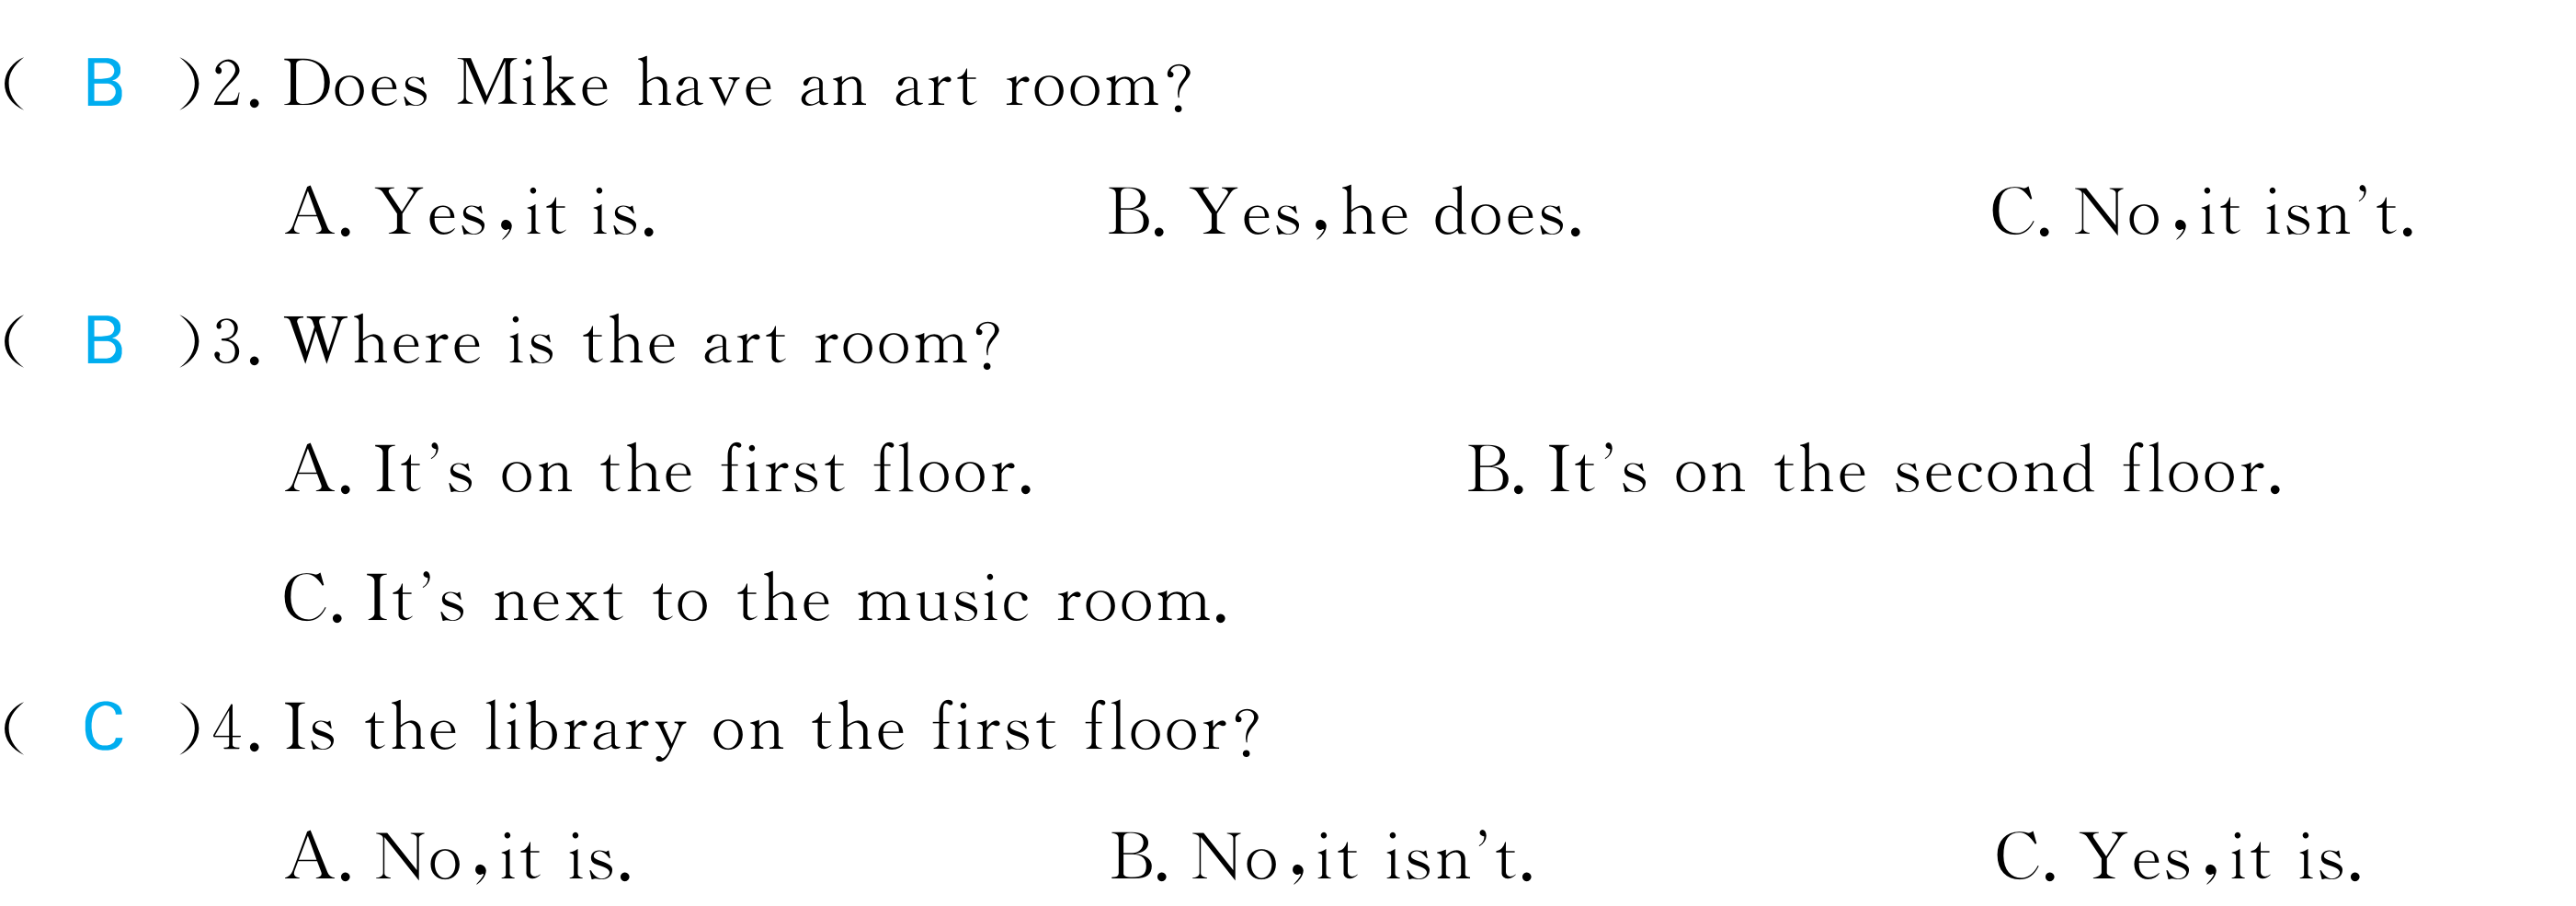 ( B )2. Does Mike have an art room?
A. Yes,it is. B. Yes,he does. C. No,it isn’t.
( B )3. Where is the art room?
A. It’s on the first floor. B. It’s on the second floor.
C. It’s next to the music room.
( C )4. Is the library on the first floor?
A. No,it is. B. No,it isn’t. C. Yes,it is.